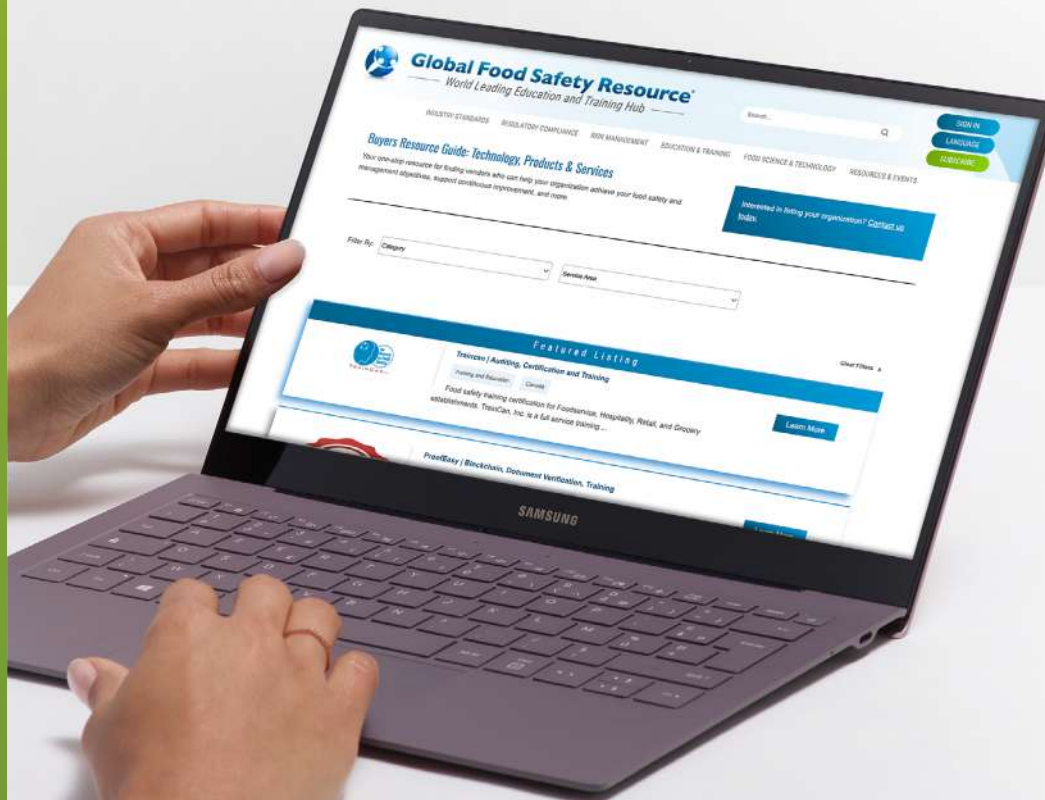 Global Food Safety Resource
World Leading Education and Training Hub
Search...
SIGN IN
LANGUAGE
SUBSCRIBE
INDUSTRY STANDARDS REGULATORY COMPLIANCE RISK MANAGEMENT EDUCATION & TRAINING FOOD SCIENCE & TECHNOLOGY RESOURCES & EVENTS
Buyers Resource Guide: Technology, Products & Services
Your one-stop resource for finding vendors who can help your organization achieve your food safety and
management objectives, support continuous improvement, and more.
Interested in listing your organization? Contact us
today.
Filter By: Category Service Area
Clear Filters
Featured Listing
TRAINCAN
Traincan | Auditing, Certification and Training
Training and Education Canada
Food safety training certification for Foodservice, Hospitality, Retail, and Grocery
establishments. TrainCan, Inc. is a full service training ...
Learn More
ProofEasy | Blockchain, Document Verification, Training
Learn More
SAMSUNG